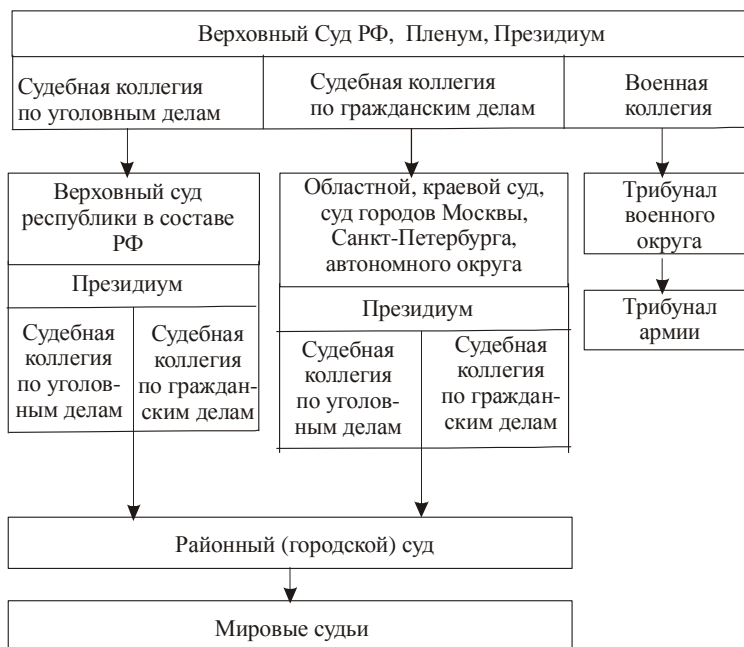 Верховный Суд РФ, Пленум, Президиум
Судебная коллегия
по уголовным делам
Судебная коллегия
по гражданским делам
Военная
коллегия
Верховный суд
республики в составе
РФ
Президиум
Судебная
коллегия
по уголов-
ным делам
Судебная
коллегия
по граждан-
ским делам
Областной, краевой суд,
суд городов Москвы,
Санкт-Петербурга,
автономного округа
Президиум
Судебная
коллегия
по уголов-
ным делам
Судебная
коллегия
по граждан-
ским делам
Трибунал
военного
округа
Трибунал
армии
Районный (городской) суд
Мировые судьи